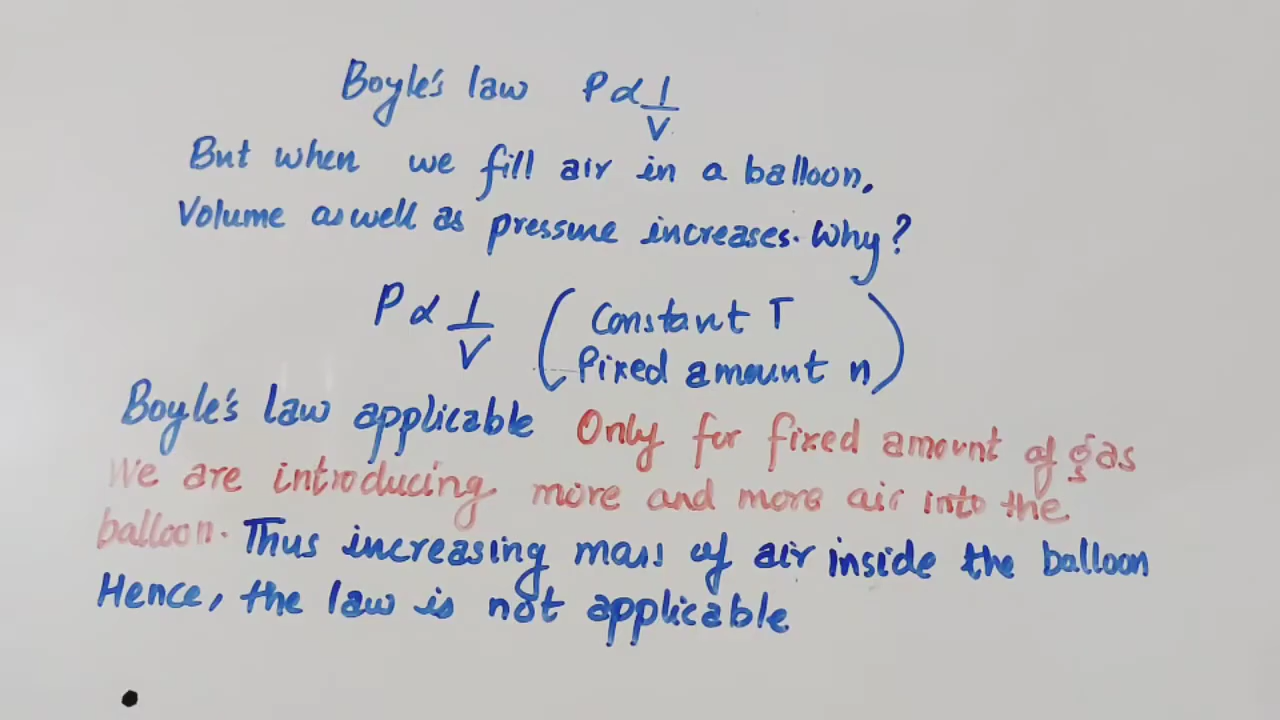 Boyle's law P ∝ 1/V
But when we fill air in a balloon,
Volume aswell as pressure increases. Why?
P ∝ 1/V (Constant T
Fixed amount n)
Boyle's law applicable Only for fixed amount of gas
We are introducing more and more air into the
balloon. Thus increasing mass of air inside the balloon
Hence, the law is not applicable